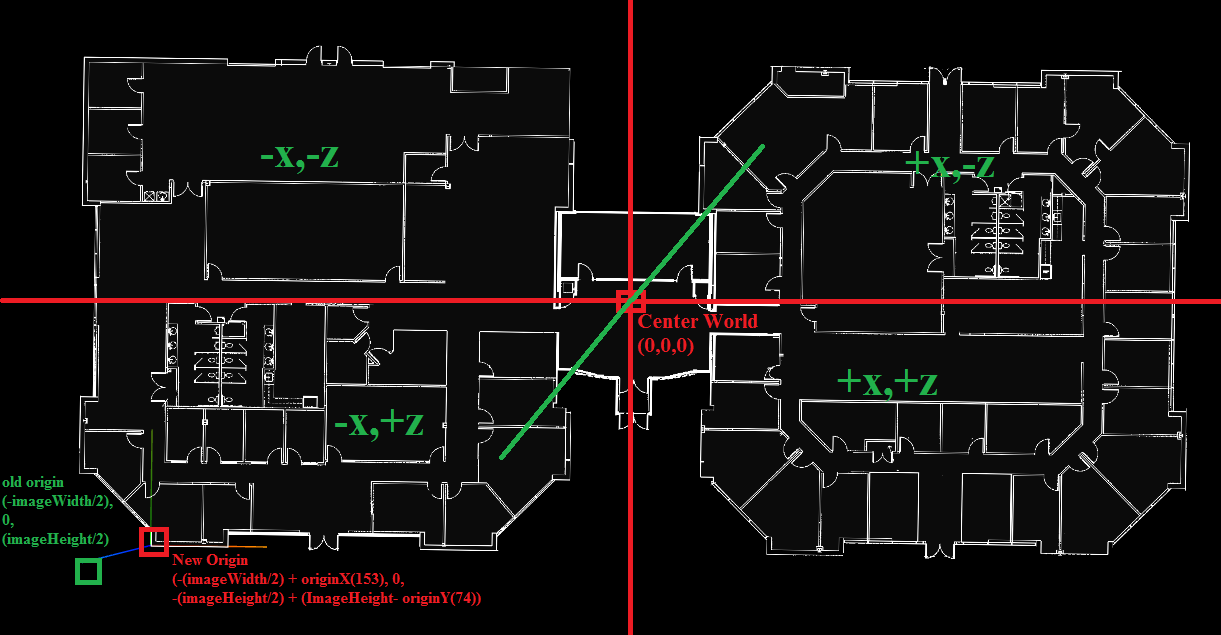 -x,-z
+x,-z
Center World
(0,0,0)
+x,+z
-x,+z
old origin
(-imageWidth/2),
0,
(imageHeight/2)
New Origin
(-(imageWidth/2) + originX(153), 0,
-(imageHeight/2) + (ImageHeight- originY(74))